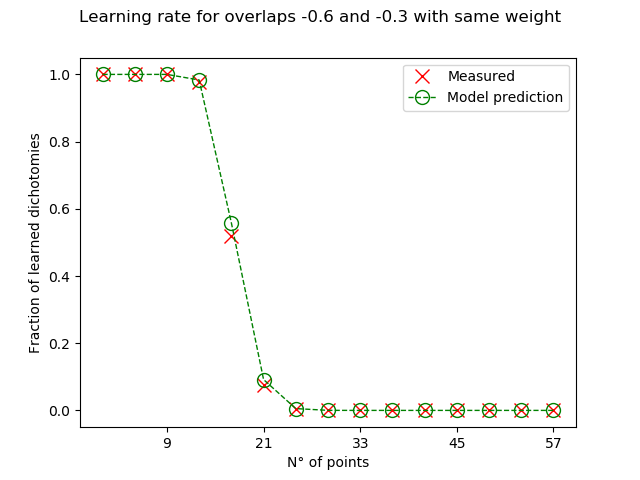 Learning rate for overlaps -0.6 and -0.3 with same weight
Measured
Model prediction
1.0
0.8
0.6
0.4
0.2
0.0
Fraction of learned dichotomies
9 21 33 45 57
N° of points